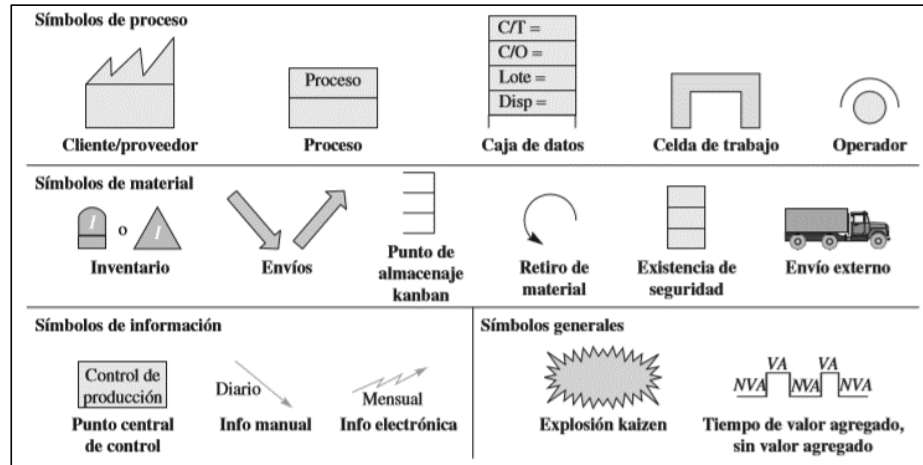 Símbolos de proceso
Proceso
C/T =
C/O =
Lote =
Disp =
Cliente/proveedor
Proceso
Caja de datos
Celda de trabajo
Operador
Símbolos de material
I
o
I
Inventario
Envíos
Punto de
almacenaje
kanban
Retiro de
material
Existencia de
seguridad
Envío externo
Símbolos de información
Control de
producción
Punto central
de control
Diario
Info manual
Mensual
Info electrónica
Símbolos generales
Explosión kaizen
VA VA
NVA NVA NVA
Tiempo de valor agregado,
sin valor agregado